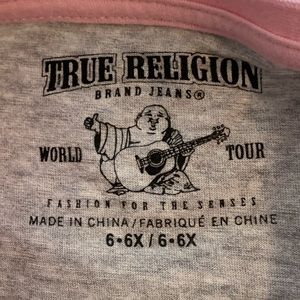 TRUE RELIGION
BRAND JEANS®
WORLD TOUR
FASHION FOR THE SENSES
MADE IN CHINA/FABRIQUÉ EN CHINE
6•6X/6•6X